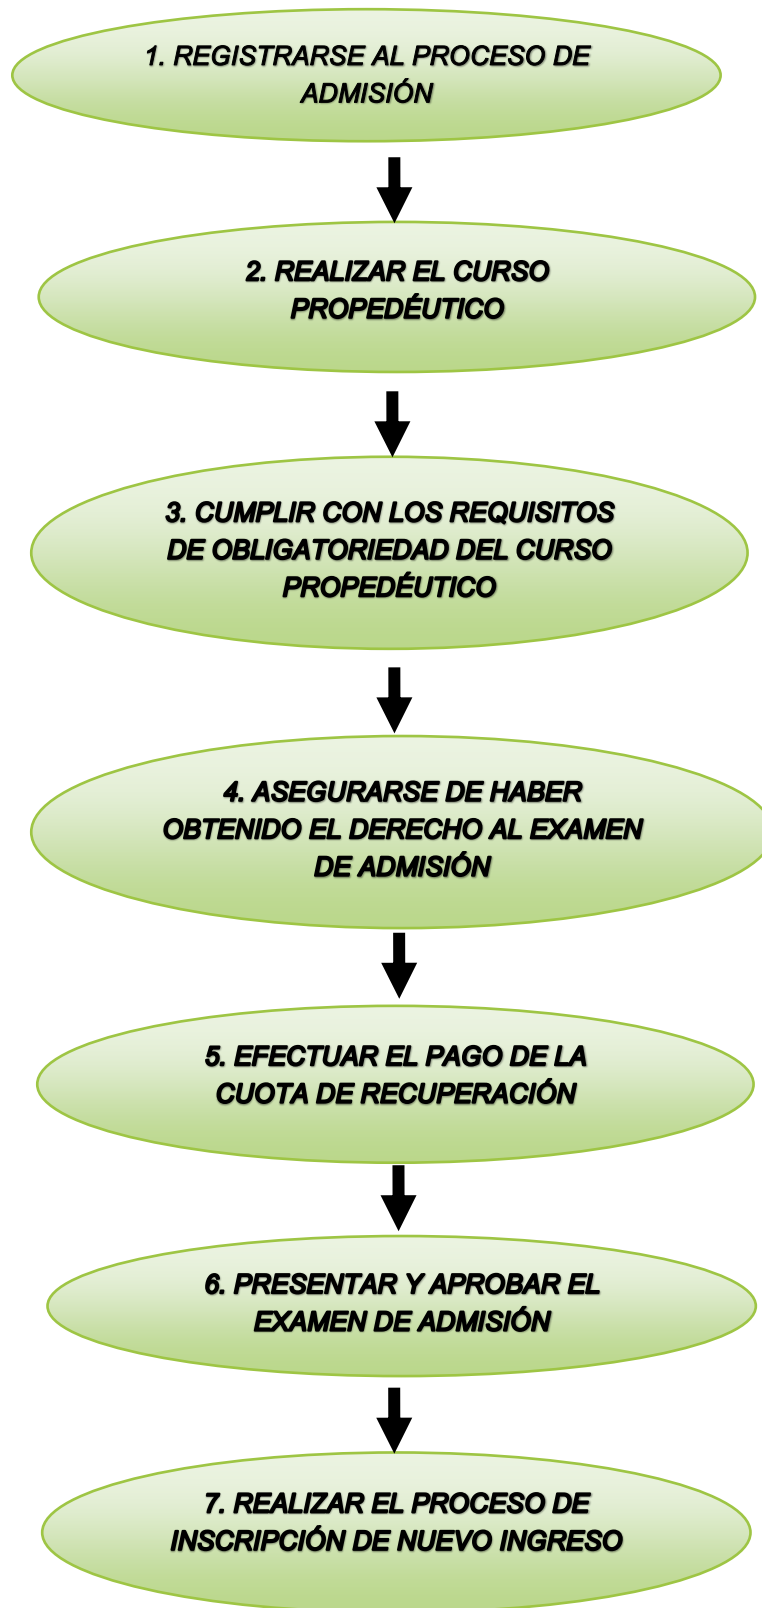 1. REGISTRARSE AL PROCESO DE
ADMISIÓN
2. REALIZAR EL CURSO
PROPEDÉUTICO
3. CUMPLIR CON LOS REQUISITOS
DE OBLIGATORIEDAD DEL CURSO
PROPEDÉUTICO
4. ASEGURARSE DE HABER
OBTENIDO EL DERECHO AL EXAMEN
DE ADMISIÓN
5. EFECTUAR EL PAGO DE LA
CUOTA DE RECUPERACIÓN
6. PRESENTAR Y APROBAR EL
EXAMEN DE ADMISIÓN
7. REALIZAR EL PROCESO DE
INSCRIPCIÓN DE NUEVO INGRESO